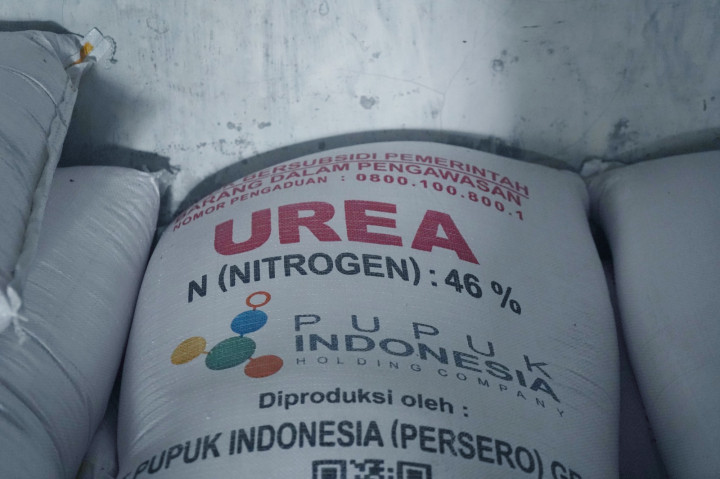 BERSUBSIDI PEMERINTAH
BARANG DALAM PENGAWASAN
NOMOR PENGADUAN : 0800.100.800.1
UREA
N (NITROGEN) : 46 %
PUPUK
INDONESIA
HOLDING COMPANY
Diproduksi oleh :
PUPUK INDONESIA (PERSERO)